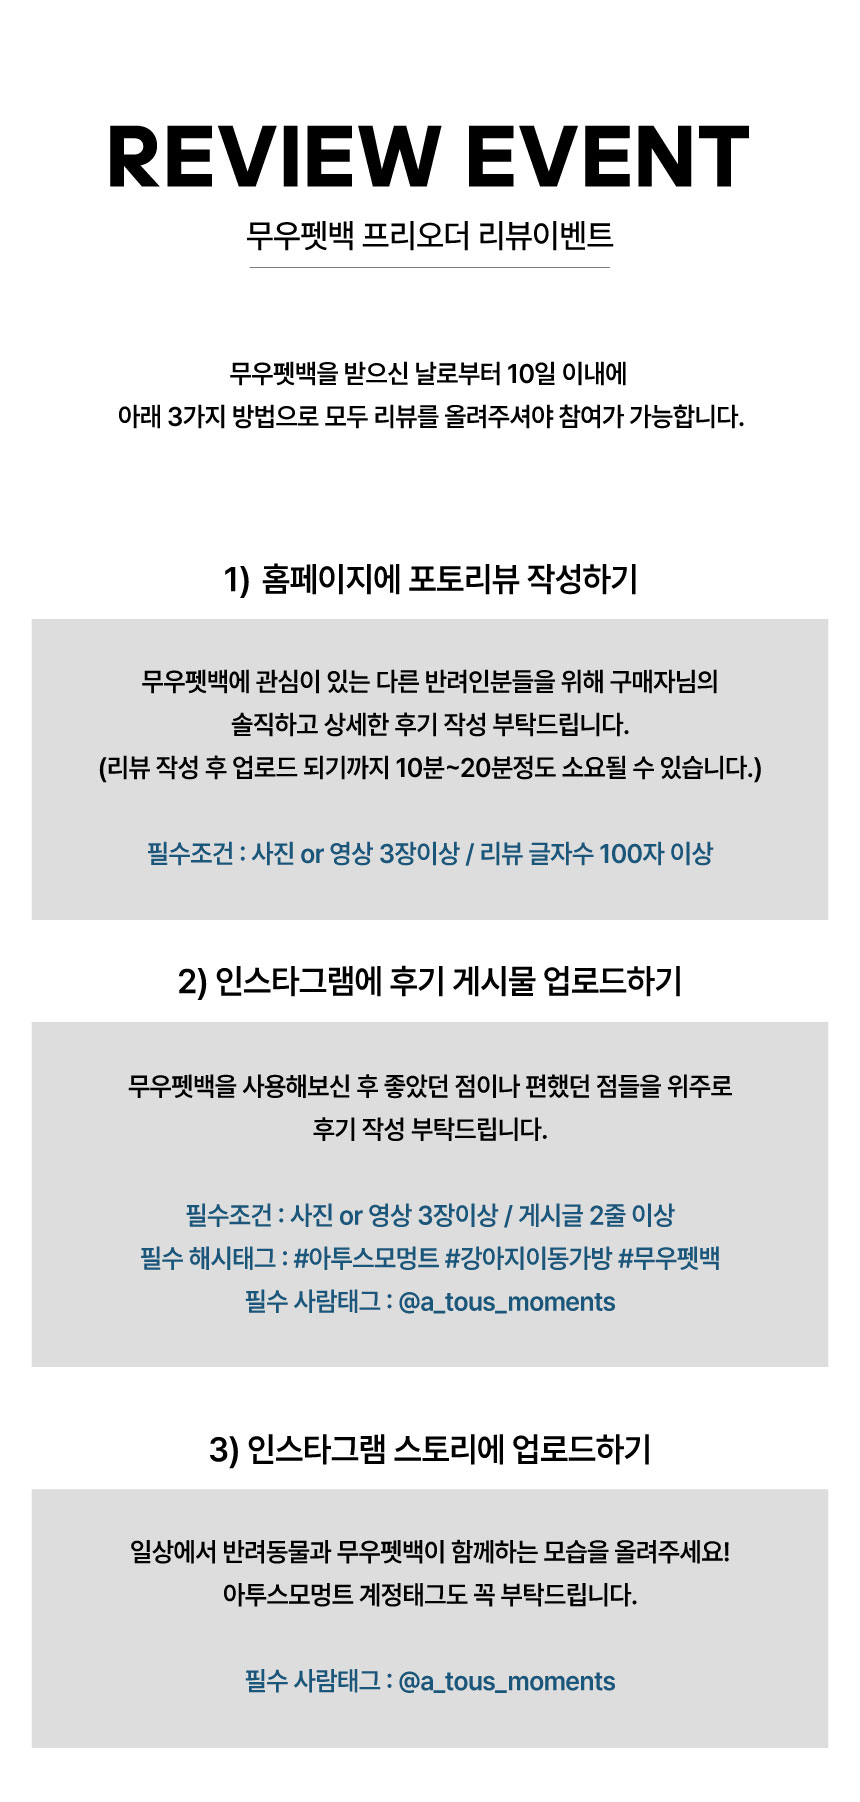 REVIEW EVENT
무우펫백 프리오더 리뷰이벤트
무우펫백을 받으신 날로부터 10일 이내에
아래 3가지 방법으로 모두 리뷰를 올려주셔야 참여가 가능합니다.
1) 홈페이지에 포토리뷰 작성하기
무우펫백에 관심이 있는 다른 반려인분들을 위해 구매자님의
솔직하고 상세한 후기 작성 부탁드립니다.
(리뷰 작성 후 업로드 되기까지 10분~20분정도 소요될 수 있습니다.)
필수조건 : 사진 or 영상 3장이상 / 리뷰 글자수 100자 이상
2) 인스타그램에 후기 게시물 업로드하기
무우펫백을 사용해보신 후 좋았던 점이나 편했던 점들을 위주로
후기 작성 부탁드립니다.
필수조건 : 사진 or 영상 3장이상 / 게시글 2줄 이상
필수 해시태그 : #아투스모멍트 #강아지이동가방 #무우펫백
필수 사람태그 : @a_tous_moments
3) 인스타그램 스토리에 업로드하기
일상에서 반려동물과 무우펫백이 함께하는 모습을 올려주세요!
아투스모멍트 계정태그도 꼭 부탁드립니다.
필수 사람태그 : @a_tous_moments